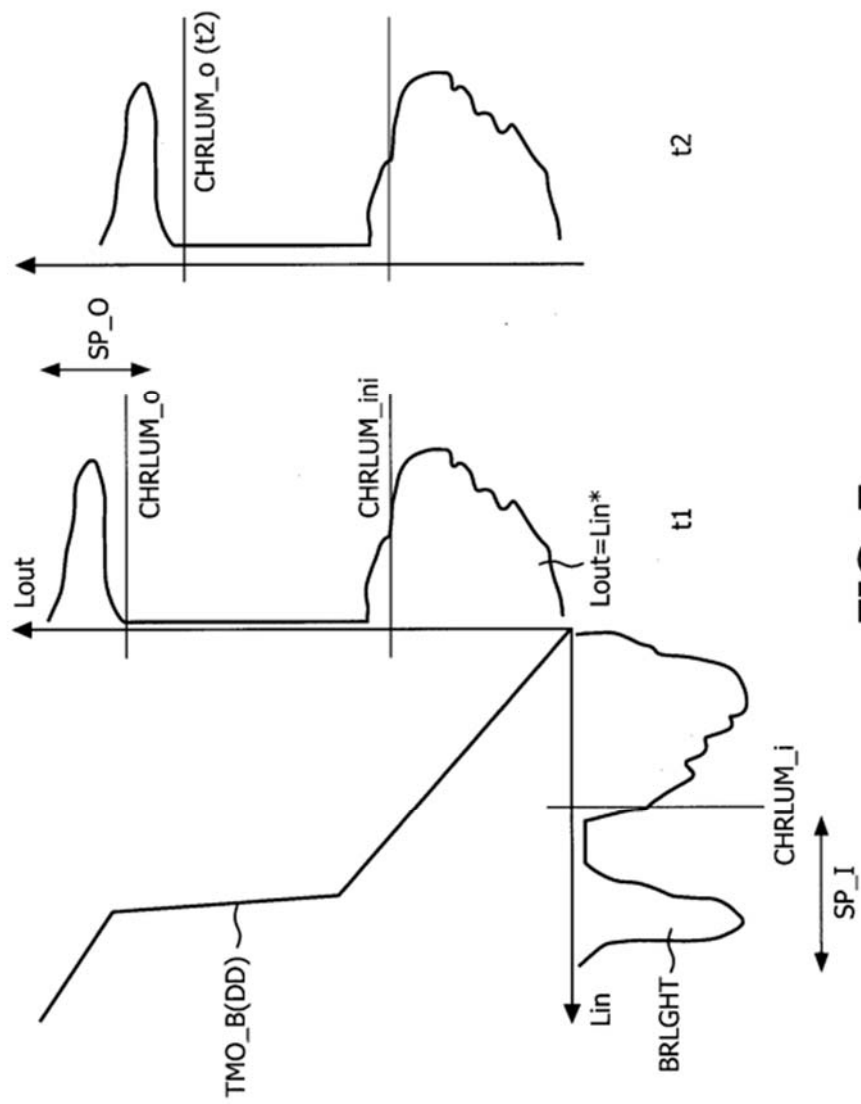 Lout
CHRLUM_o
SP_O
CHRLUM_o (t2)
CHRLUM_ini
TMO_B(DD)
Lout=Lin*
Lin
t1
t2
CHRLUM_i
BRLGHT
SP_I